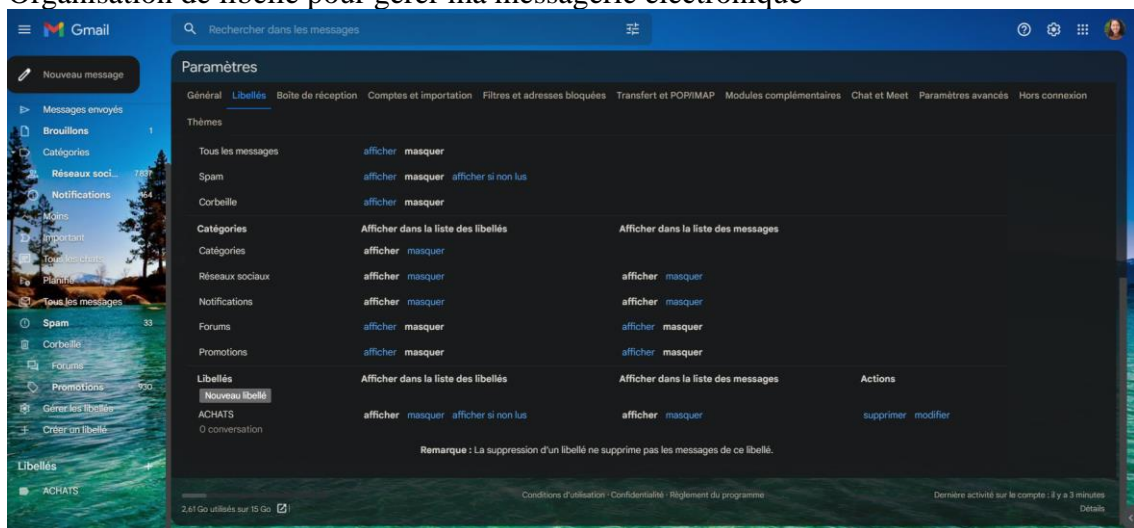 Organisation de libellé pour gérer ma messagerie électronique
Gmail
Rechercher dans les messages
Nouveau message
Messages envoyés
Brouillons 1
Catégories
Réseaux soci... 7 837
Notifications 464
Moins
Important
Tous les chats
Planifié
Tous les messages
Spam 33
Corbeille
Forums
Promotions 930
Gérer les libellés
Créer un libellé
Libellés +
ACHATS
Paramètres
Général Libellés Boîte de réception Comptes et importation Filtres et adresses bloquées Transfert et POP/IMAP Modules complémentaires Chat et Meet Paramètres avancés Hors connexion
Thèmes
Tous les messages afficher masquer
Spam afficher masquer afficher si non lus
Corbeille afficher masquer
Catégories Afficher dans la liste des libellés Afficher dans la liste des messages
Catégories afficher masquer
Réseaux sociaux afficher masquer afficher masquer
Notifications afficher masquer afficher masquer
Forums afficher masquer afficher masquer
Promotions afficher masquer afficher masquer
Libellés Afficher dans la liste des libellés Afficher dans la liste des messages Actions
Nouveau libellé
ACHATS afficher masquer afficher si non lus afficher masquer supprimer modifier
0 conversation
Remarque : La suppression d'un libellé ne supprime pas les messages de ce libellé.
Conditions d'utilisation · Confidentialité · Règlement du programme
Dernière activité sur le compte : il y a 3 minutes
2,61 Go utilisés sur 15 Go
Détails